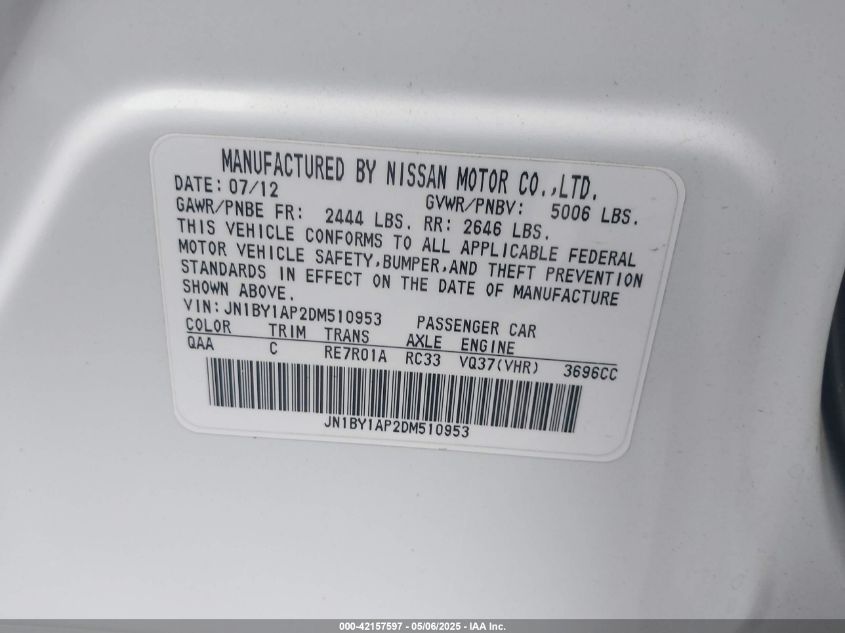 MANUFACTURED BY NISSAN MOTOR CO.,LTD.
DATE: 07/12 GVWR/PNBV: 5006 LBS.
GAWR/PNBE FR: 2444 LBS. RR: 2646 LBS.
THIS VEHICLE CONFORMS TO ALL APPLICABLE FEDERAL
MOTOR VEHICLE SAFETY,BUMPER,AND THEFT PREVENTION
STANDARDS IN EFFECT ON THE DATE OF MANUFACTURE
SHOWN ABOVE.
VIN:JN1BY1AP2DM510953 PASSENGER CAR
COLOR TRIM TRANS AXLE ENGINE
QAA C RE7R01A RC33 VQ37(VHR) 3696CC
JN1BY1AP2DM510953
000-42157597 - 05/06/2025 - IAA Inc.